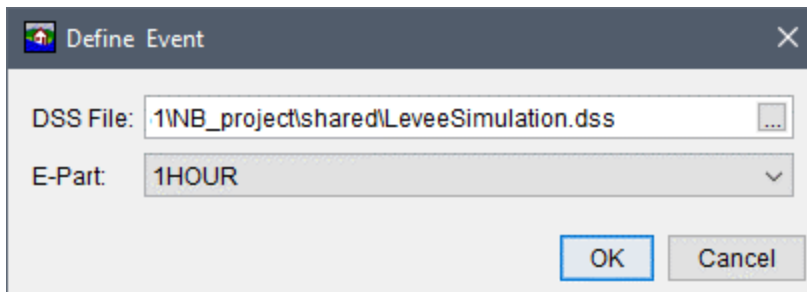 Define Event
DSS File: 1\NB_project\shared\LeveeSimulation.dss ...
E-Part: 1HOUR
OK Cancel